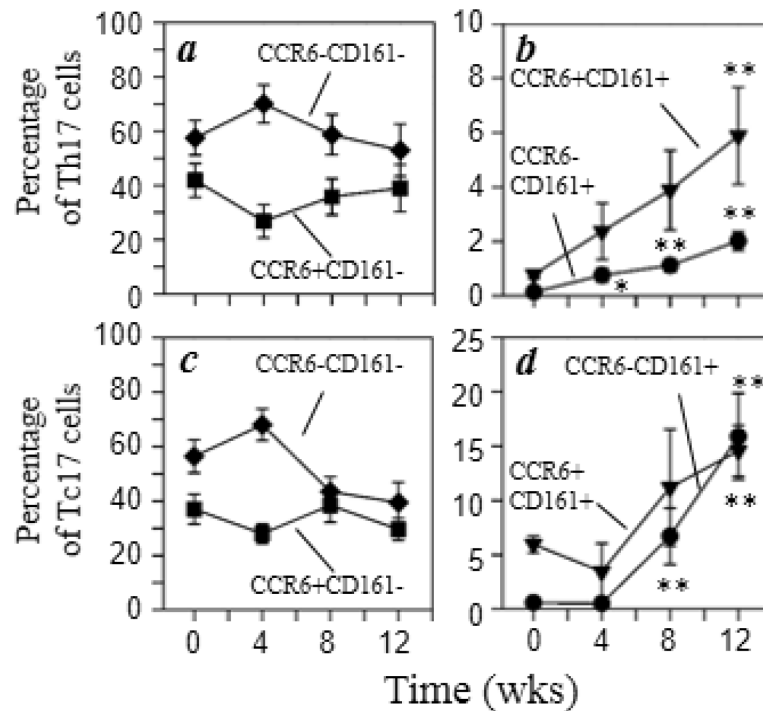 Percentage
of Th17 cells
100
80
60
40
20
0
a
CCR6-CD161-
CCR6+CD161-
10
8
6
4
2
0
b
CCR6+CD161+
CCR6-
CD161+
**
**
**
*
Percentage
of Tc17 cells
100
80
60
40
20
0
c
CCR6-CD161-
CCR6+CD161-
0 4 8 12
25
20
15
10
5
0
d
CCR6-CD161+
CCR6+
CD161+
**
**
**
0 4 8 12
Time (wks)